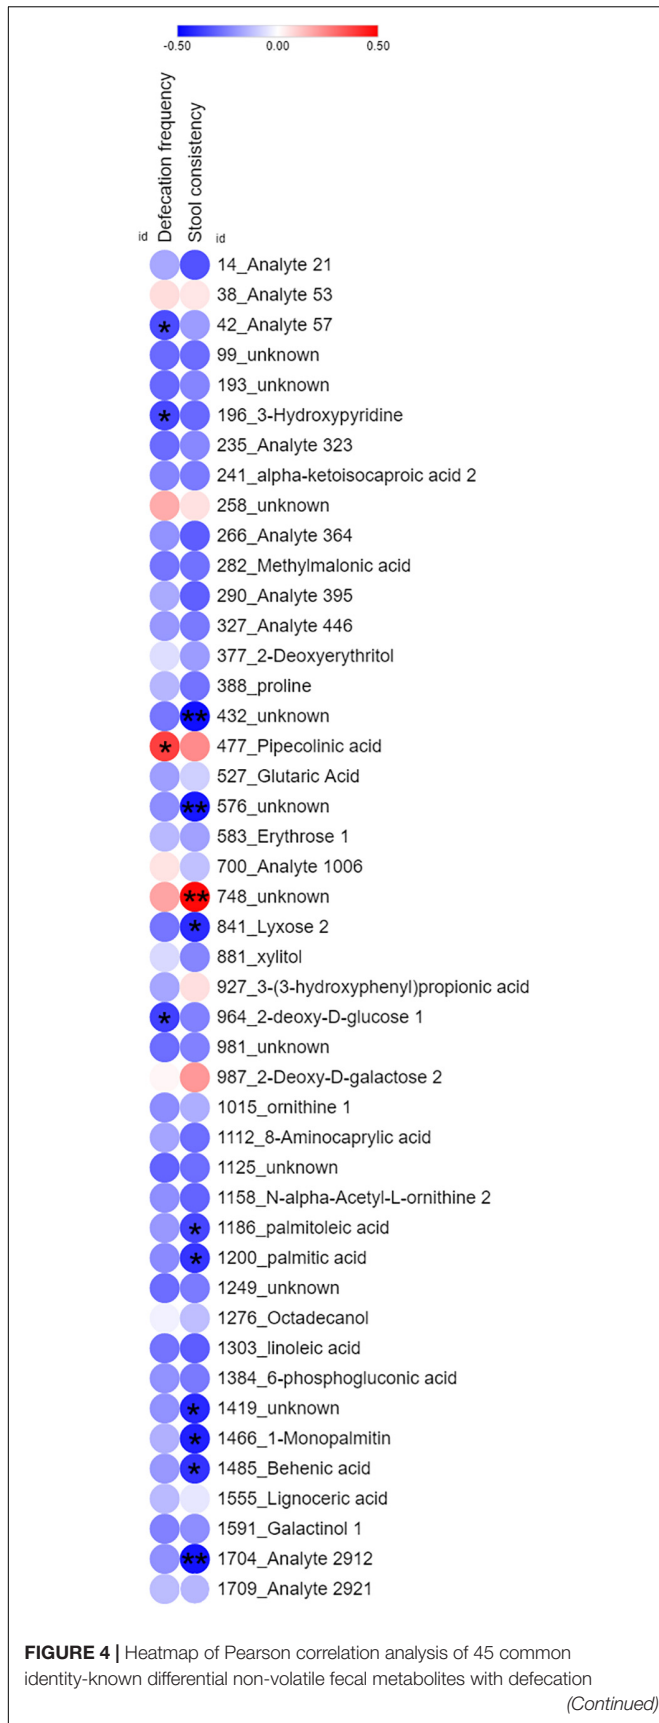 -0.50 0.00 0.50
Defecation frequency
Stool consistency
id id
14_Analyte 21
38_Analyte 53
* 42_Analyte 57
99_unknown
193_unknown
* 196_3-Hydroxypyridine
235_Analyte 323
241_alpha-ketoisocaproic acid 2
258_unknown
266_Analyte 364
282_Methylmalonic acid
290_Analyte 395
327_Analyte 446
377_2-Deoxyerythritol
388_proline
** 432_unknown
* 477_Pipecolinic acid
527_Glutaric Acid
** 576_unknown
583_Erythrose 1
700_Analyte 1006
** 748_unknown
* 841_Lyxose 2
881_xylitol
927_3-(3-hydroxyphenyl)propionic acid
* 964_2-deoxy-D-glucose 1
981_unknown
987_2-Deoxy-D-galactose 2
1015_ornithine 1
1112_8-Aminocaprylic acid
1125_unknown
1158_N-alpha-Acetyl-L-ornithine 2
* 1186_palmitoleic acid
* 1200_palmitic acid
1249_unknown
1276_Octadecanol
1303_linoleic acid
1384_6-phosphogluconic acid
* 1419_unknown
* 1466_1-Monopalmitin
* 1485_Behenic acid
1555_Lignoceric acid
1591_Galactinol 1
** 1704_Analyte 2912
1709_Analyte 2921
FIGURE 4 | Heatmap of Pearson correlation analysis of 45 common
identity-known differential non-volatile fecal metabolites with defecation
(Continued)